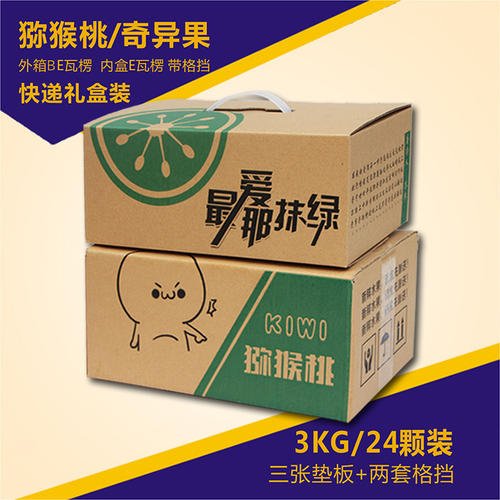 猕猴桃/奇异果
外箱BE瓦楞 内盒E瓦楞 带格挡
快递礼盒装
最爱
那抹绿
KIWI
猕猴桃
3KG/24颗装
三张垫板+两套格挡